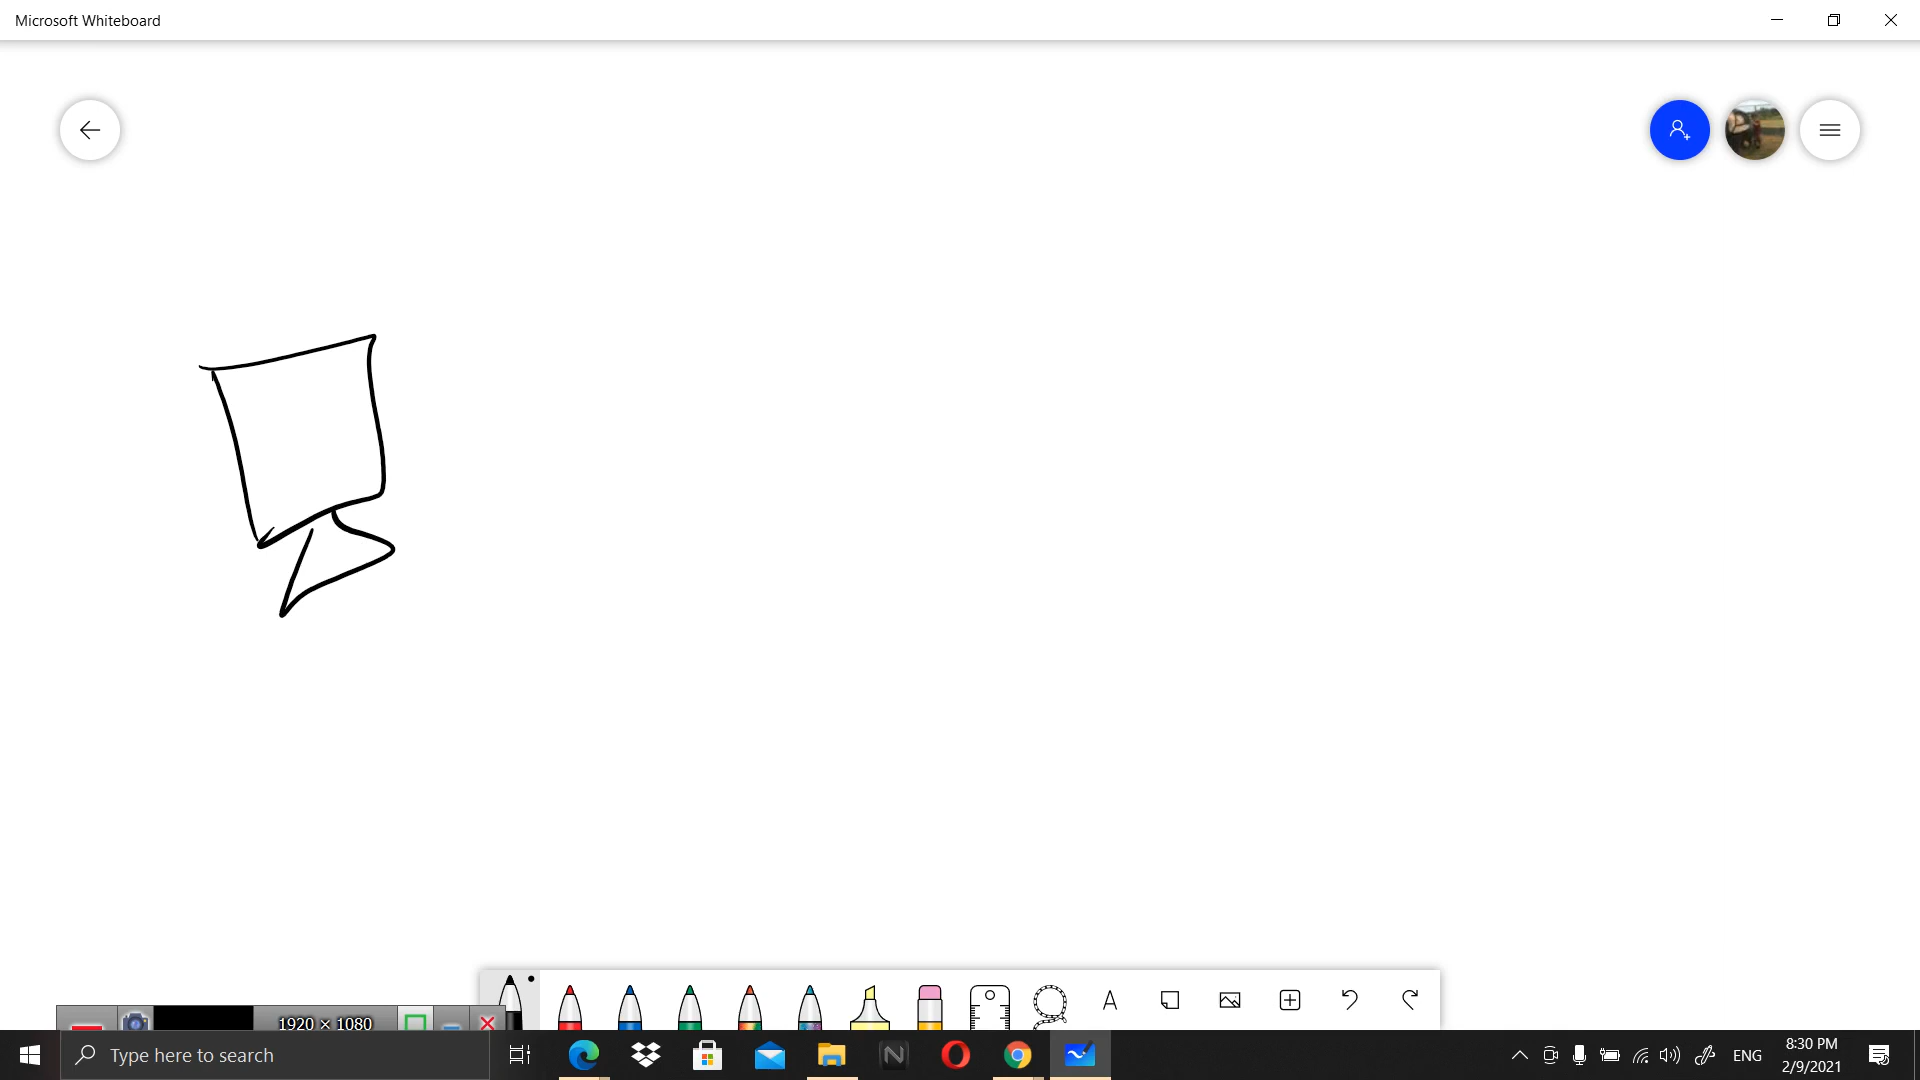 Microsoft Whiteboard
1920 × 1080
Type here to search
ENG
8:30 PM
2/9/2021